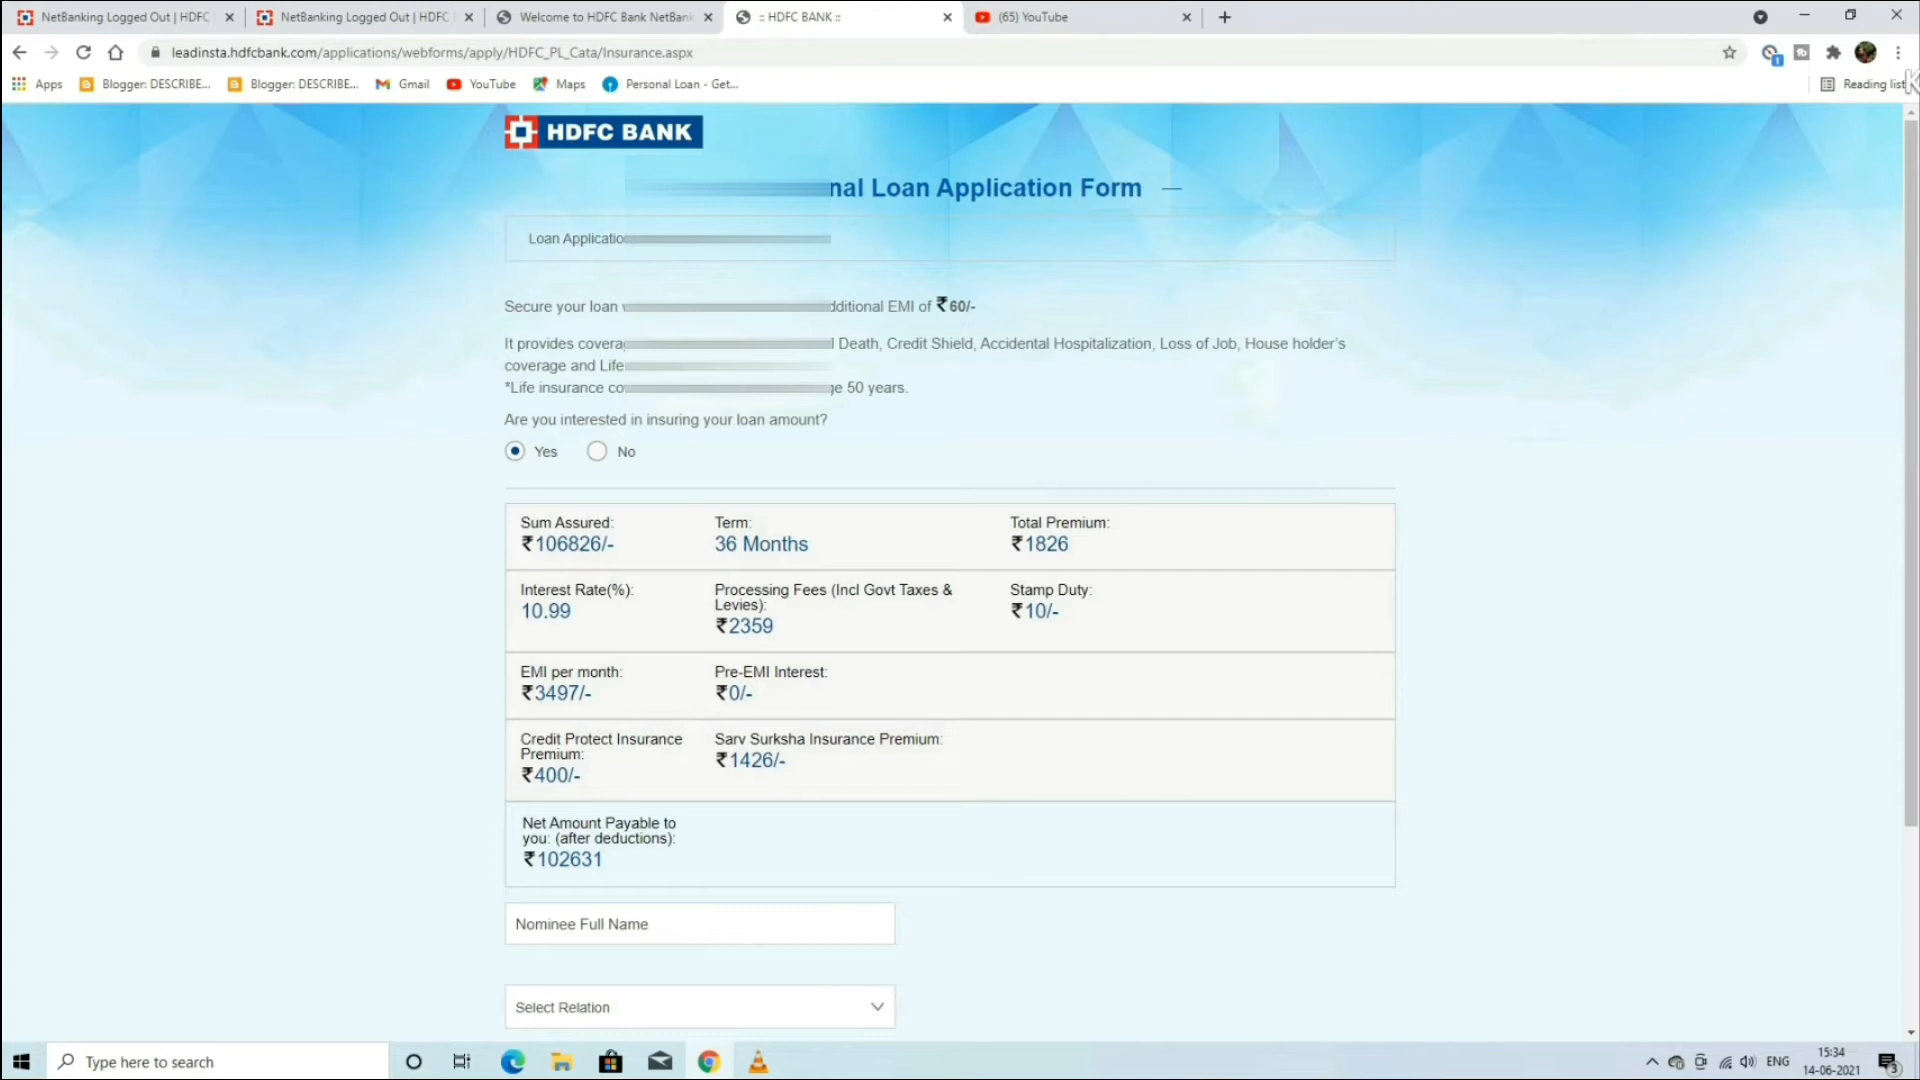 NetBanking Logged Out | HDFC
NetBanking Logged Out | HDFC
Welcome to HDFC Bank NetBank
:: HDFC BANK ::
(65) YouTube
leadinsta.hdfcbank.com/applications/webforms/apply/HDFC_PL_Cata/Insurance.aspx
Apps
Blogger: DESCRIBE...
Blogger: DESCRIBE...
Gmail
YouTube
Maps
Personal Loan - Get...
Reading list
HDFC BANK
nal Loan Application Form
Loan Applicatio
Secure your loan dditional EMI of ₹60/-
It provides covera l Death, Credit Shield, Accidental Hospitalization, Loss of Job, House holder's
coverage and Life
*Life insurance co ge 50 years.
Are you interested in insuring your loan amount?
Yes No
Sum Assured: Term: Total Premium:
₹106826/- 36 Months ₹1826
Interest Rate(%): Processing Fees (Incl Govt Taxes & Stamp Duty:
10.99 Levies): ₹10/-
₹2359
EMI per month: Pre-EMI Interest:
₹3497/- ₹0/-
Credit Protect Insurance Sarv Surksha Insurance Premium:
Premium: ₹1426/-
₹400/-
Net Amount Payable to
you: (after deductions):
₹102631
Nominee Full Name
Select Relation
Type here to search
ENG
15:34
14-06-2021
3